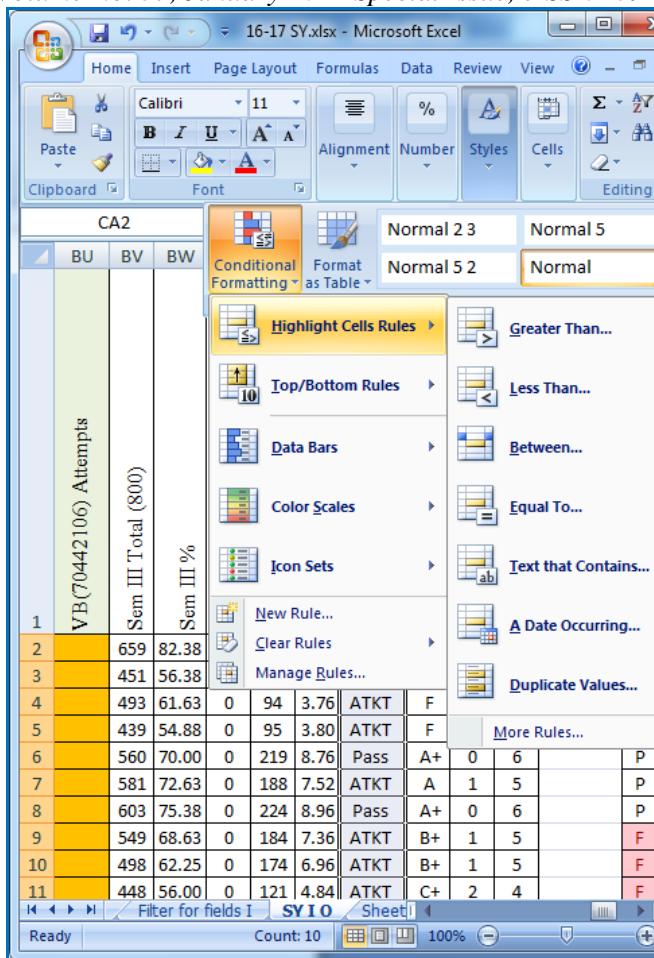 16-17 SY.xlsx - Microsoft Excel
Home Insert Page Layout Formulas Data Review View
Calibri 11
B I U A A
Paste
Alignment Number Styles Cells
Clipboard Font Editing
CA2
Conditional Formatting Format as Table
Normal 2 3 Normal 5
Normal 5 2 Normal
BU BV BW
Highlight Cells Rules
Top/Bottom Rules
Data Bars
Color Scales
Icon Sets
New Rule...
Clear Rules
Manage Rules...
Greater Than...
Less Than...
Between...
Equal To...
Text that Contains...
A Date Occurring...
Duplicate Values...
More Rules...
1 VB(70442106) Attempts Sem III Total (800) Sem III %
2 659 82.38
3 451 56.38
4 493 61.63 0 94 3.76 ATKT F
5 439 54.88 0 95 3.80 ATKT F
6 560 70.00 0 219 8.76 Pass A+ 0 6 P
7 581 72.63 0 188 7.52 ATKT A 1 5 P
8 603 75.38 0 224 8.96 Pass A+ 0 6 P
9 549 68.63 0 184 7.36 ATKT B+ 1 5 F
10 498 62.25 0 174 6.96 ATKT B+ 1 5 F
11 448 56.00 0 121 4.84 ATKT C+ 2 4 F
Filter for fields I SY I O Sheet
Ready Count: 10 100%